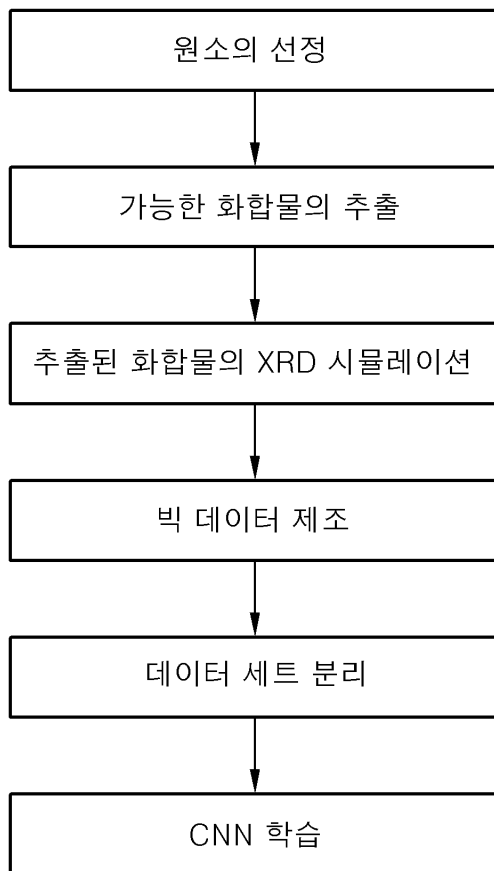 원소의 선정
가능한 화합물의 추출
추출된 화합물의 XRD 시뮬레이션
빅 데이터 제조
데이터 세트 분리
CNN 학습